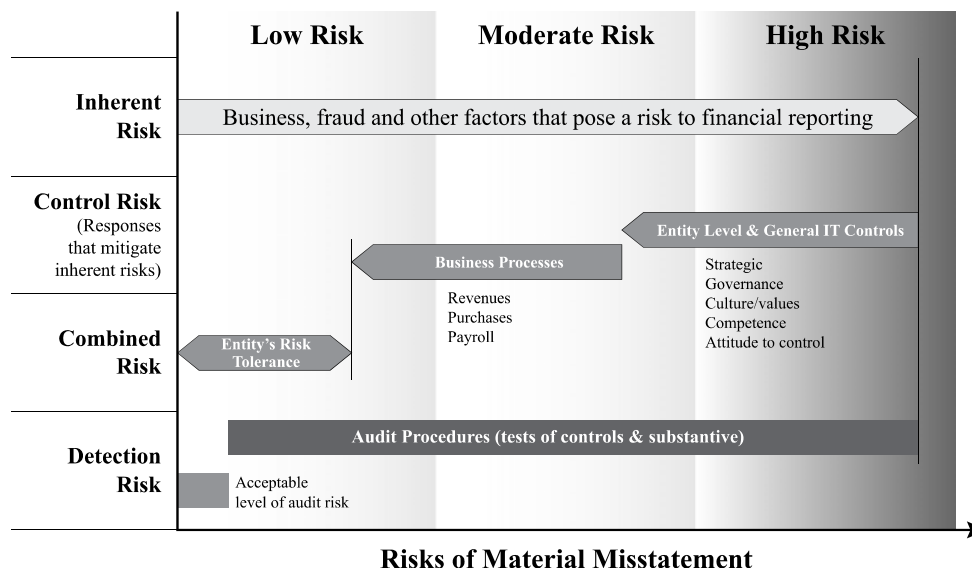 Low Risk
Moderate Risk
High Risk
Inherent
Risk
Business, fraud and other factors that pose a risk to financial reporting
Control Risk
(Responses
that mitigate
inherent risks)
Entity Level & General IT Controls
Strategic
Governance
Culture/values
Competence
Attitude to control
Business Processes
Revenues
Purchases
Payroll
Combined
Risk
Entity’s Risk
Tolerance
Detection
Risk
Audit Procedures (tests of controls & substantive)
Acceptable
level of audit risk
Risks of Material Misstatement